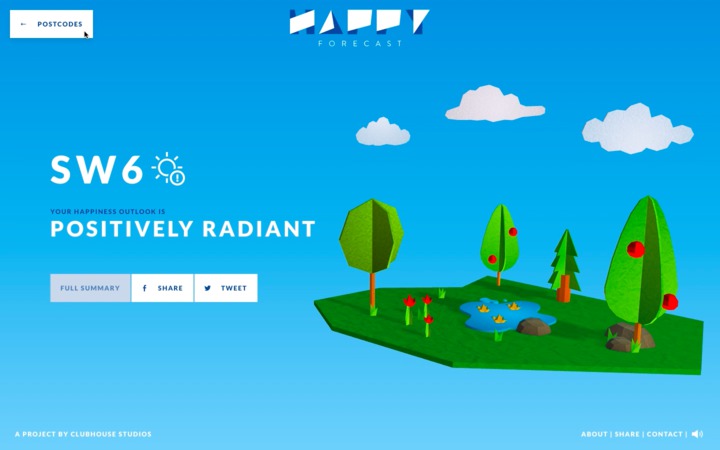 ← POSTCODES
HAPPY
FORECAST
SW6
YOUR HAPPINESS OUTLOOK IS
POSITIVELY RADIANT
FULL SUMMARY
SHARE
TWEET
A PROJECT BY CLUBHOUSE STUDIOS
ABOUT | SHARE | CONTACT |